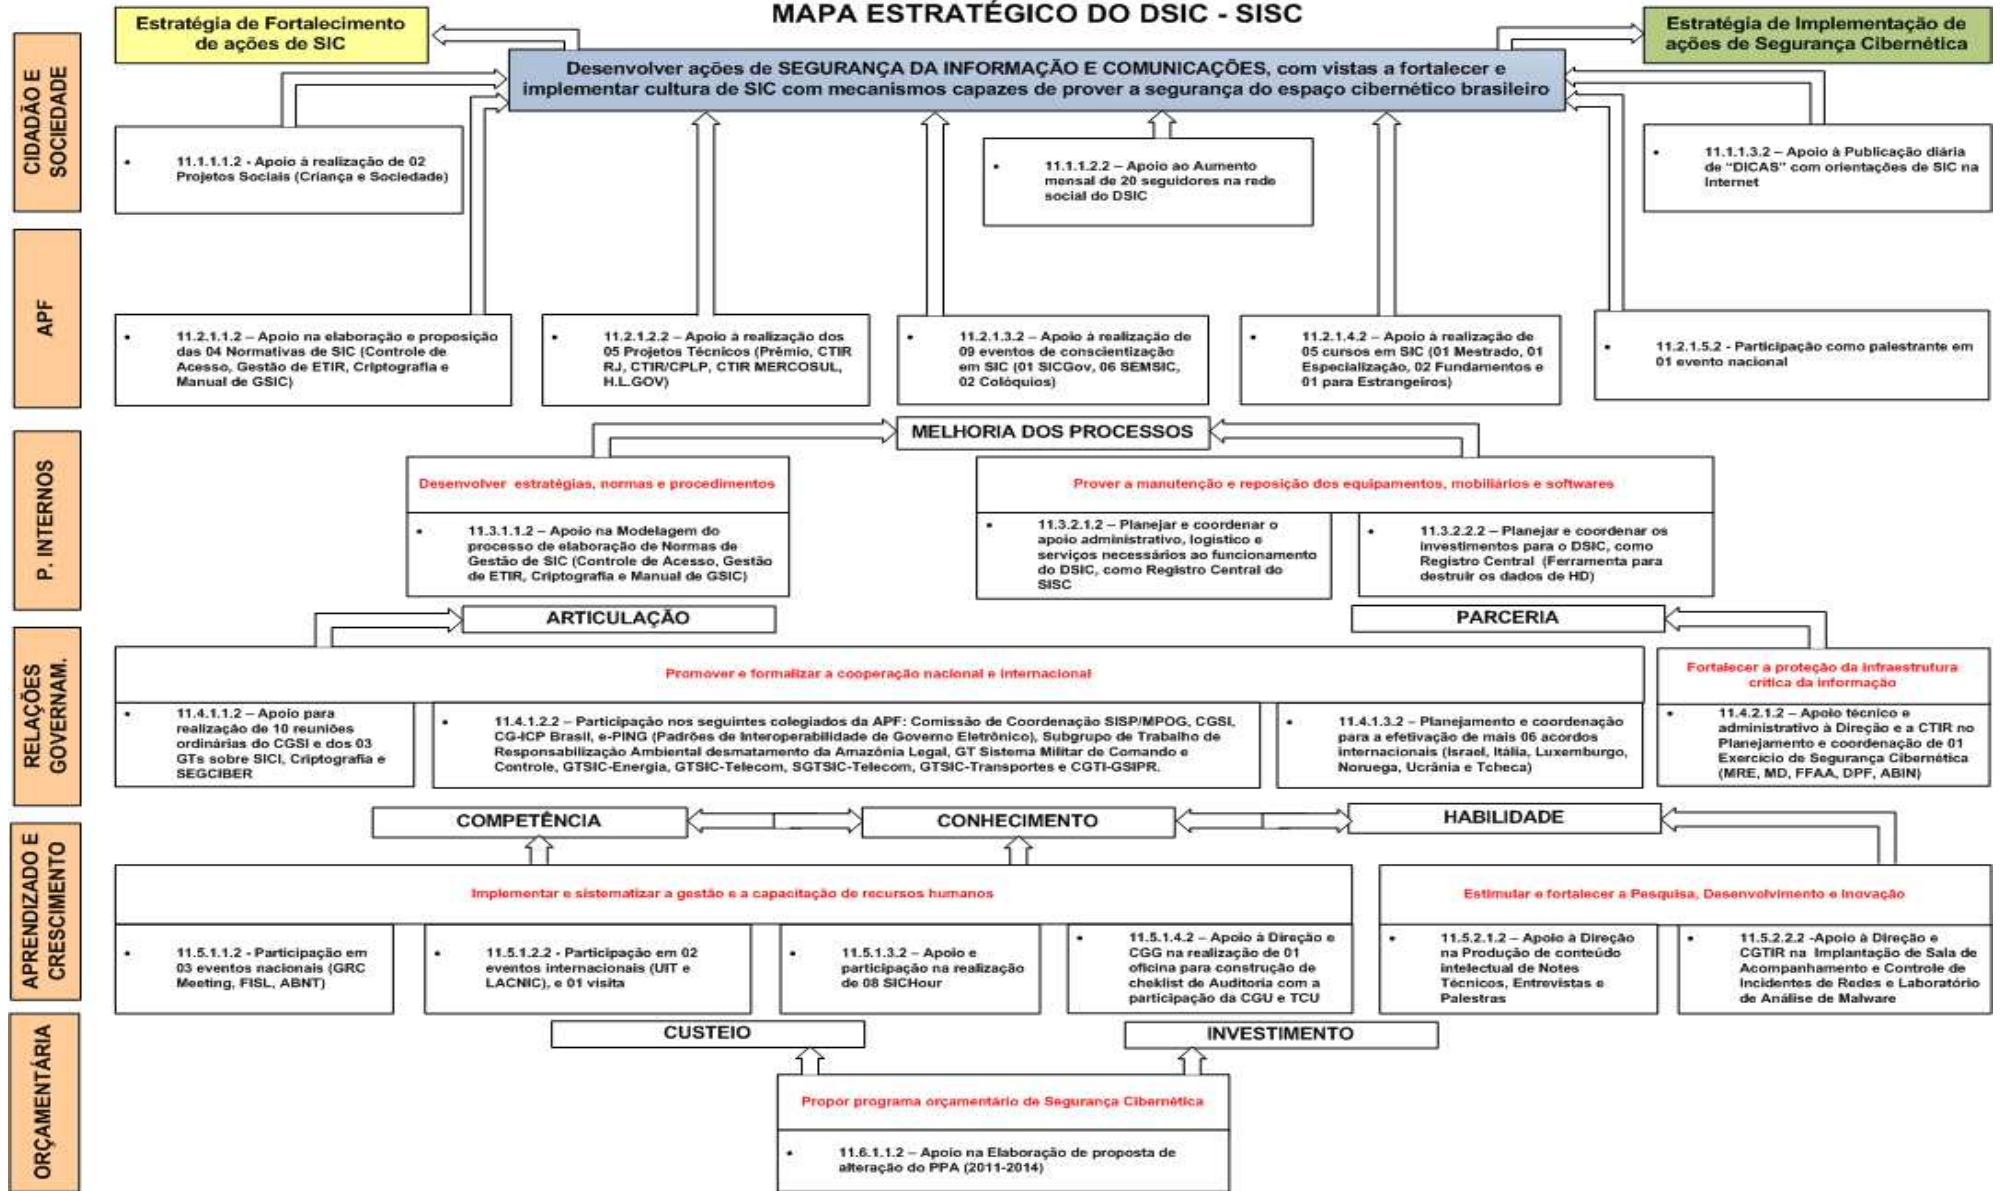 MAPA ESTRATÉGICO DO DSIC - SISC
Estratégia de Fortalecimento
de ações de SIC
Estratégia de Implementação de
ações de Segurança Cibernética
CIDADÃO E
SOCIEDADE
Desenvolver ações de SEGURANÇA DA INFORMAÇÃO E COMUNICAÇÕES, com vistas a fortalecer e
implementar cultura de SIC com mecanismos capazes de prover a segurança do espaço cibernético brasileiro
• 11.1.1.1.2 - Apoio à realização de 02
Projetos Sociais (Criança e Sociedade)
• 11.1.1.2.2 – Apoio ao Aumento
mensal de 20 seguidores na rede
social do DSIC
• 11.1.1.3.2 – Apoio à Publicação diária
de “DICAS” com orientações de SIC na
Internet
APF
• 11.2.1.1.2 – Apoio na elaboração e proposição
das 04 Normativas de SIC (Controle de
Acesso, Gestão de ETIR, Criptografia e
Manual de GSIC)
• 11.2.1.2.2 – Apoio à realização dos
05 Projetos Técnicos (Prêmio, CTIR
RJ, CTIR/CPLP, CTIR MERCOSUL,
H.L.GOV)
• 11.2.1.3.2 – Apoio à realização de
09 eventos de conscientização
em SIC (01 SICGov, 06 SEMSIC,
02 Colóquios)
• 11.2.1.4.2 – Apoio à realização de
05 cursos em SIC (01 Mestrado, 01
Especialização, 02 Fundamentos e
01 para Estrangeiros)
• 11.2.1.5.2 - Participação como palestrante em
01 evento nacional
P. INTERNOS
MELHORIA DOS PROCESSOS
Desenvolver estratégias, normas e procedimentos
• 11.3.1.1.2 – Apoio na Modelagem do
processo de elaboração de Normas de
Gestão de SIC (Controle de Acesso, Gestão
de ETIR, Criptografia e Manual de GSIC)
Prover a manutenção e reposição dos equipamentos, mobiliários e softwares
• 11.3.2.1.2 – Planejar e coordenar o
apoio administrativo, logístico e
serviços necessários ao funcionamento
do DSIC, como Registro Central do
SISC
• 11.3.2.2.2 – Planejar e coordenar os
investimentos para o DSIC, como
Registro Central (Ferramenta para
destruir os dados de HD)
RELAÇÕES
GOVERNAM.
ARTICULAÇÃO
PARCERIA
Promover e formalizar a cooperação nacional e internacional
• 11.4.1.1.2 – Apoio para
realização de 10 reuniões
ordinárias do CGSI e dos 03
GTs sobre SICI, Criptografia e
SEGCIBER
• 11.4.1.2.2 – Participação nos seguintes colegiados da APF: Comissão de Coordenação SISP/MPOG, CGSI,
CG-ICP Brasil, e-PING (Padrões de Interoperabilidade de Governo Eletrônico), Subgrupo de Trabalho de
Responsabilização Ambiental desmatamento da Amazônia Legal, GT Sistema Militar de Comando e
Controle, GTSIC-Energia, GTSIC-Telecom, SGTSIC-Telecom, GTSIC-Transportes e CGTI-GSIPR.
• 11.4.1.3.2 – Planejamento e coordenação
para a efetivação de mais 06 acordos
internacionais (Israel, Itália, Luxemburgo,
Noruega, Ucrânia e Tcheca)
Fortalecer a proteção da infraestrutura
crítica da informação
• 11.4.2.1.2 – Apoio técnico e
administrativo à Direção e a CTIR no
Planejamento e coordenação de 01
Exercício de Segurança Cibernética
(MRE, MD, FFAA, DPF, ABIN)
APRENDIZADO E
CRESCIMENTO
COMPETÊNCIA
CONHECIMENTO
HABILIDADE
Implementar e sistematizar a gestão e a capacitação de recursos humanos
• 11.5.1.1.2 - Participação em
03 eventos nacionais (GRC
Meeting, FISL, ABNT)
• 11.5.1.2.2 - Participação em 02
eventos internacionais (UIT e
LACNIC), e 01 visita
• 11.5.1.3.2 – Apoio e
participação na realização
de 08 SICHour
• 11.5.1.4.2 – Apoio à Direção e
CGG na realização de 01
oficina para construção de
cheklist de Auditoria com a
participação da CGU e TCU
Estimular e fortalecer a Pesquisa, Desenvolvimento e Inovação
• 11.5.2.1.2 – Apoio à Direção
na Produção de conteúdo
intelectual de Notes
Técnicos, Entrevistas e
Palestras
• 11.5.2.2.2 -Apoio à Direção e
CGTIR na Implantação de Sala de
Acompanhamento e Controle de
Incidentes de Redes e Laboratório
de Análise de Malware
ORÇAMENTÁRIA
CUSTEIO
INVESTIMENTO
Propor programa orçamentário de Segurança Cibernética
• 11.6.1.1.2 – Apoio na Elaboração de proposta de
alteração do PPA (2011-2014)